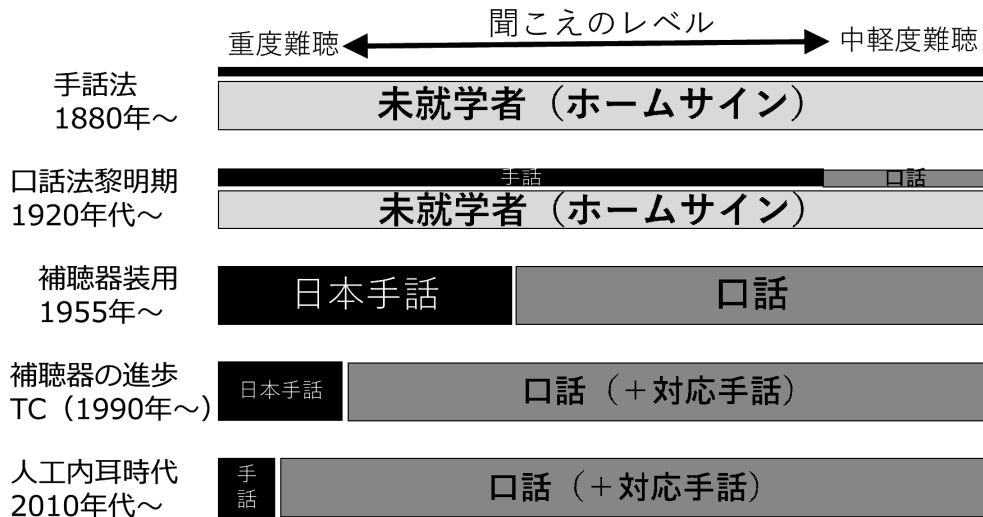 聞こえのレベル
重度難聴
中軽度難聴
手話法
1880年～
未就学者（ホームサイン）
口話法黎明期
1920年代～
手話
口話
未就学者（ホームサイン）
補聴器装用
1955年～
日本手話
口話
補聴器の進歩
TC（1990年～）
日本手話
口話（＋対応手話）
人工内耳時代
2010年代～
手
話
口話（＋対応手話）